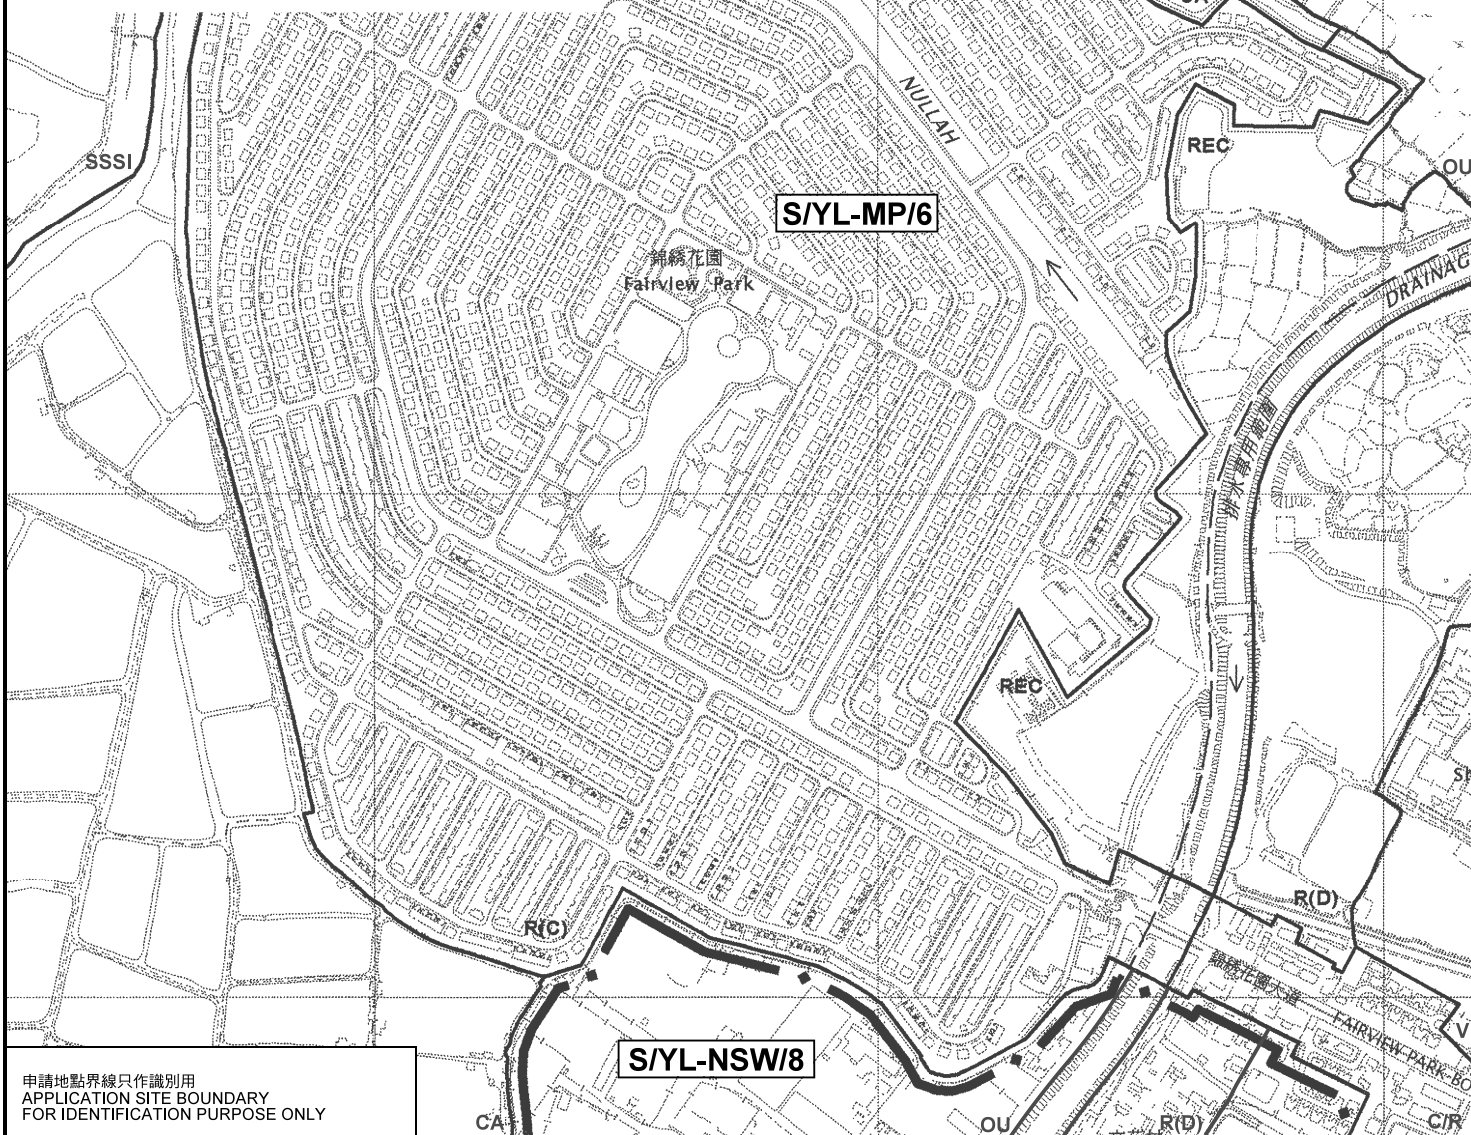 NULLAH
SSSI
REC
OU
S/YL-MP/6
錦綉花園
Fairview Park
DRAINAG
排水專用範圍
REC
R(C)
R(D)
錦綉花園大道
FAIRVIEW PARK BO
V
S/YL-NSW/8
申請地點界線只作識別用
APPLICATION SITE BOUNDARY
FOR IDENTIFICATION PURPOSE ONLY
CA
OU
R(D)
C/R